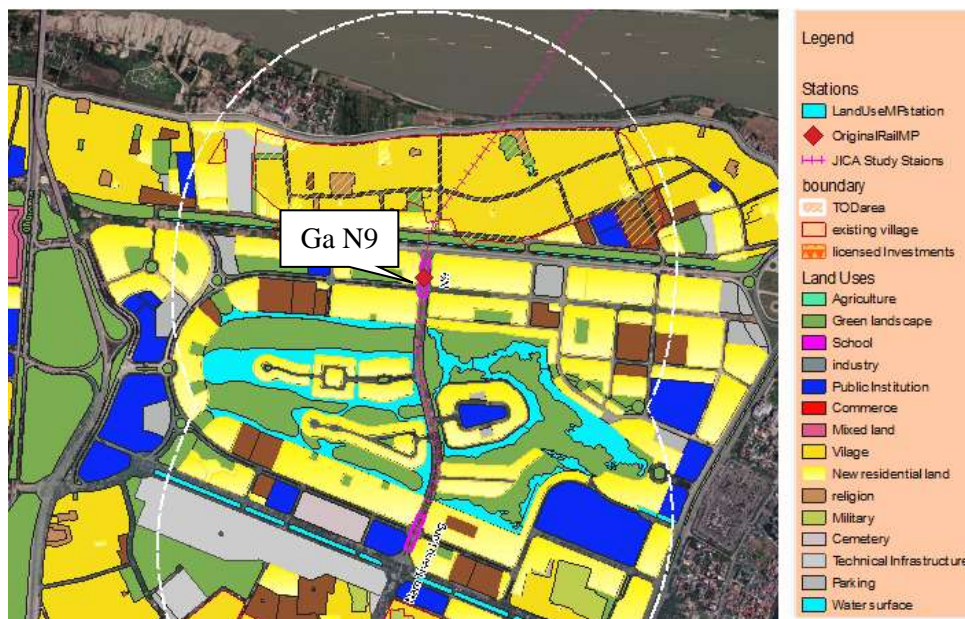 Ga N9
Legend
Stations
LandUseMPstation
OriginalRailMP
JICA Study Staions
boundary
TODarea
existing village
licensed Investments
Land Uses
Agriculture
Green landscape
School
industry
Public Institution
Commerce
Mixed land
Vilage
New residential land
religion
Military
Cemetery
Technical Infrastructure
Parking
Water surface